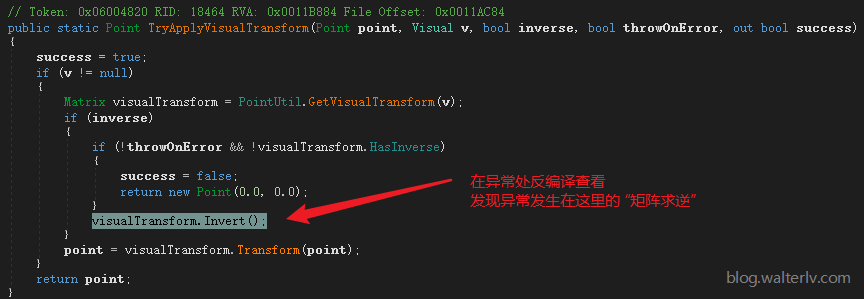 // Token: 0x06004820 RID: 18464 RVA: 0x0011B884 File Offset: 0x0011AC84
public static Point TryApplyVisualTransform(Point point, Visual v, bool inverse, bool throwOnError, out bool success)
{
    success = true;
    if (v != null)
    {
        Matrix visualTransform = PointUtil.GetVisualTransform(v);
        if (inverse)
        {
            if (!throwOnError && !visualTransform.HasInverse)
            {
                success = false;
                return new Point(0.0, 0.0);
            }
            visualTransform.Invert();
        }
        point = visualTransform.Transform(point);
    }
    return point;
}
在异常处反编译查看
发现异常发生在这里的“矩阵求逆”
blog.walterlv.com